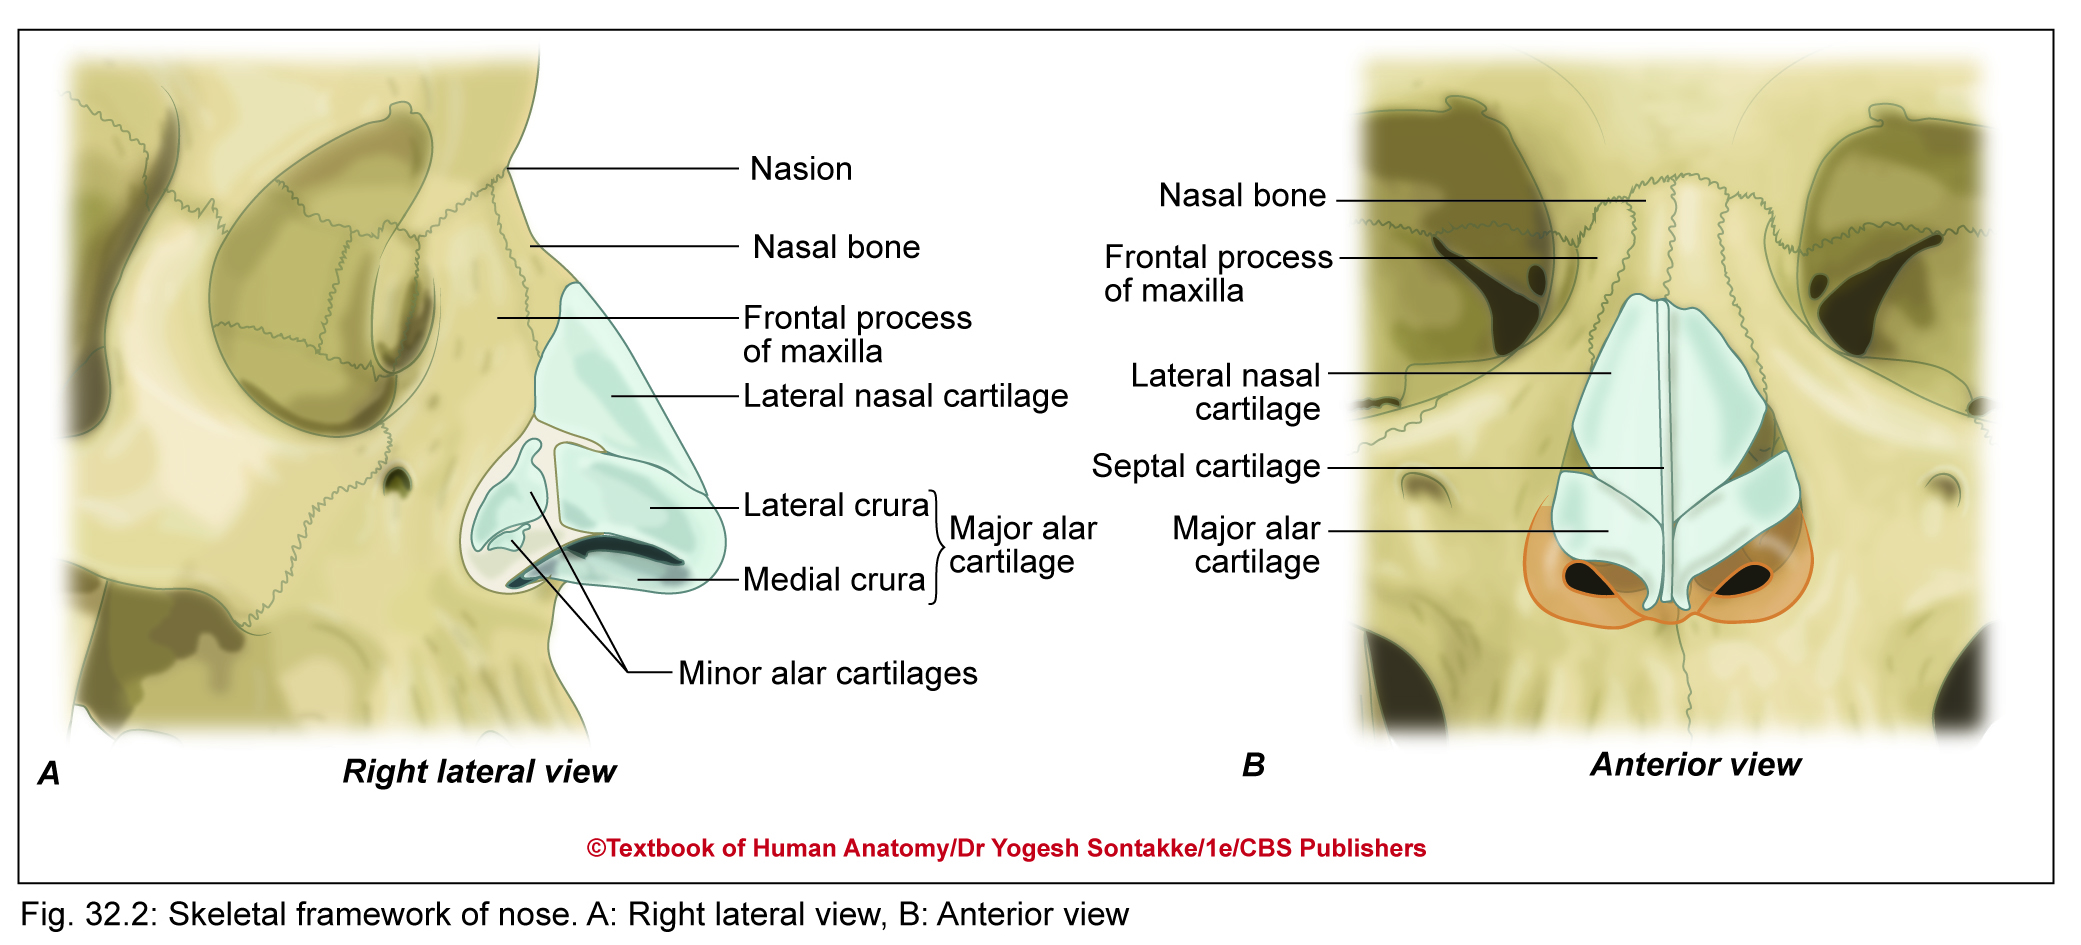 Nasion
Nasal bone
Frontal process
of maxilla
Lateral nasal cartilage
Lateral crura
Medial crura
Major alar
cartilage
Minor alar cartilages
A
Right lateral view
Nasal bone
Frontal process
of maxilla
Lateral nasal
cartilage
Septal cartilage
Major alar
cartilage
B
Anterior view
©Textbook of Human Anatomy/Dr Yogesh Sontakke/1e/CBS Publishers
Fig. 32.2: Skeletal framework of nose. A: Right lateral view, B: Anterior view